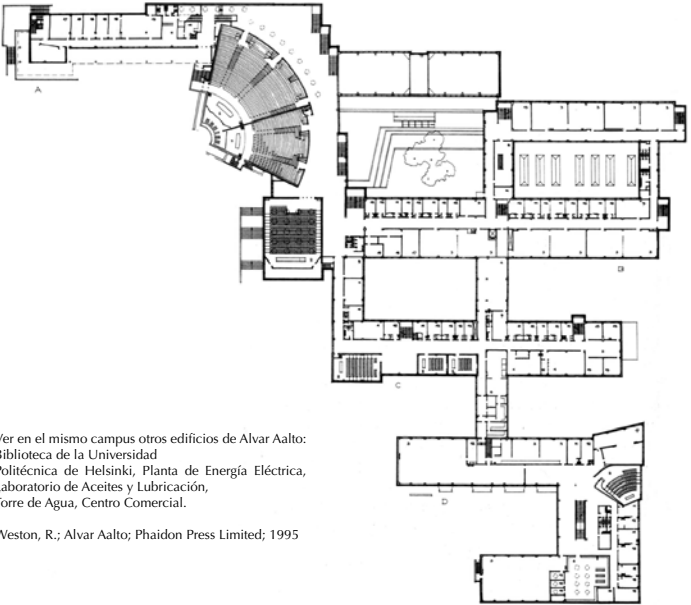 A
B
C
Ver en el mismo campus otros edificios de Alvar Aalto:
Biblioteca de la Universidad
Politécnica de Helsinki, Planta de Energía Eléctrica,
Laboratorio de Aceites y Lubricación,
Torre de Agua, Centro Comercial.
D
Weston, R.; Alvar Aalto; Phaidon Press Limited; 1995